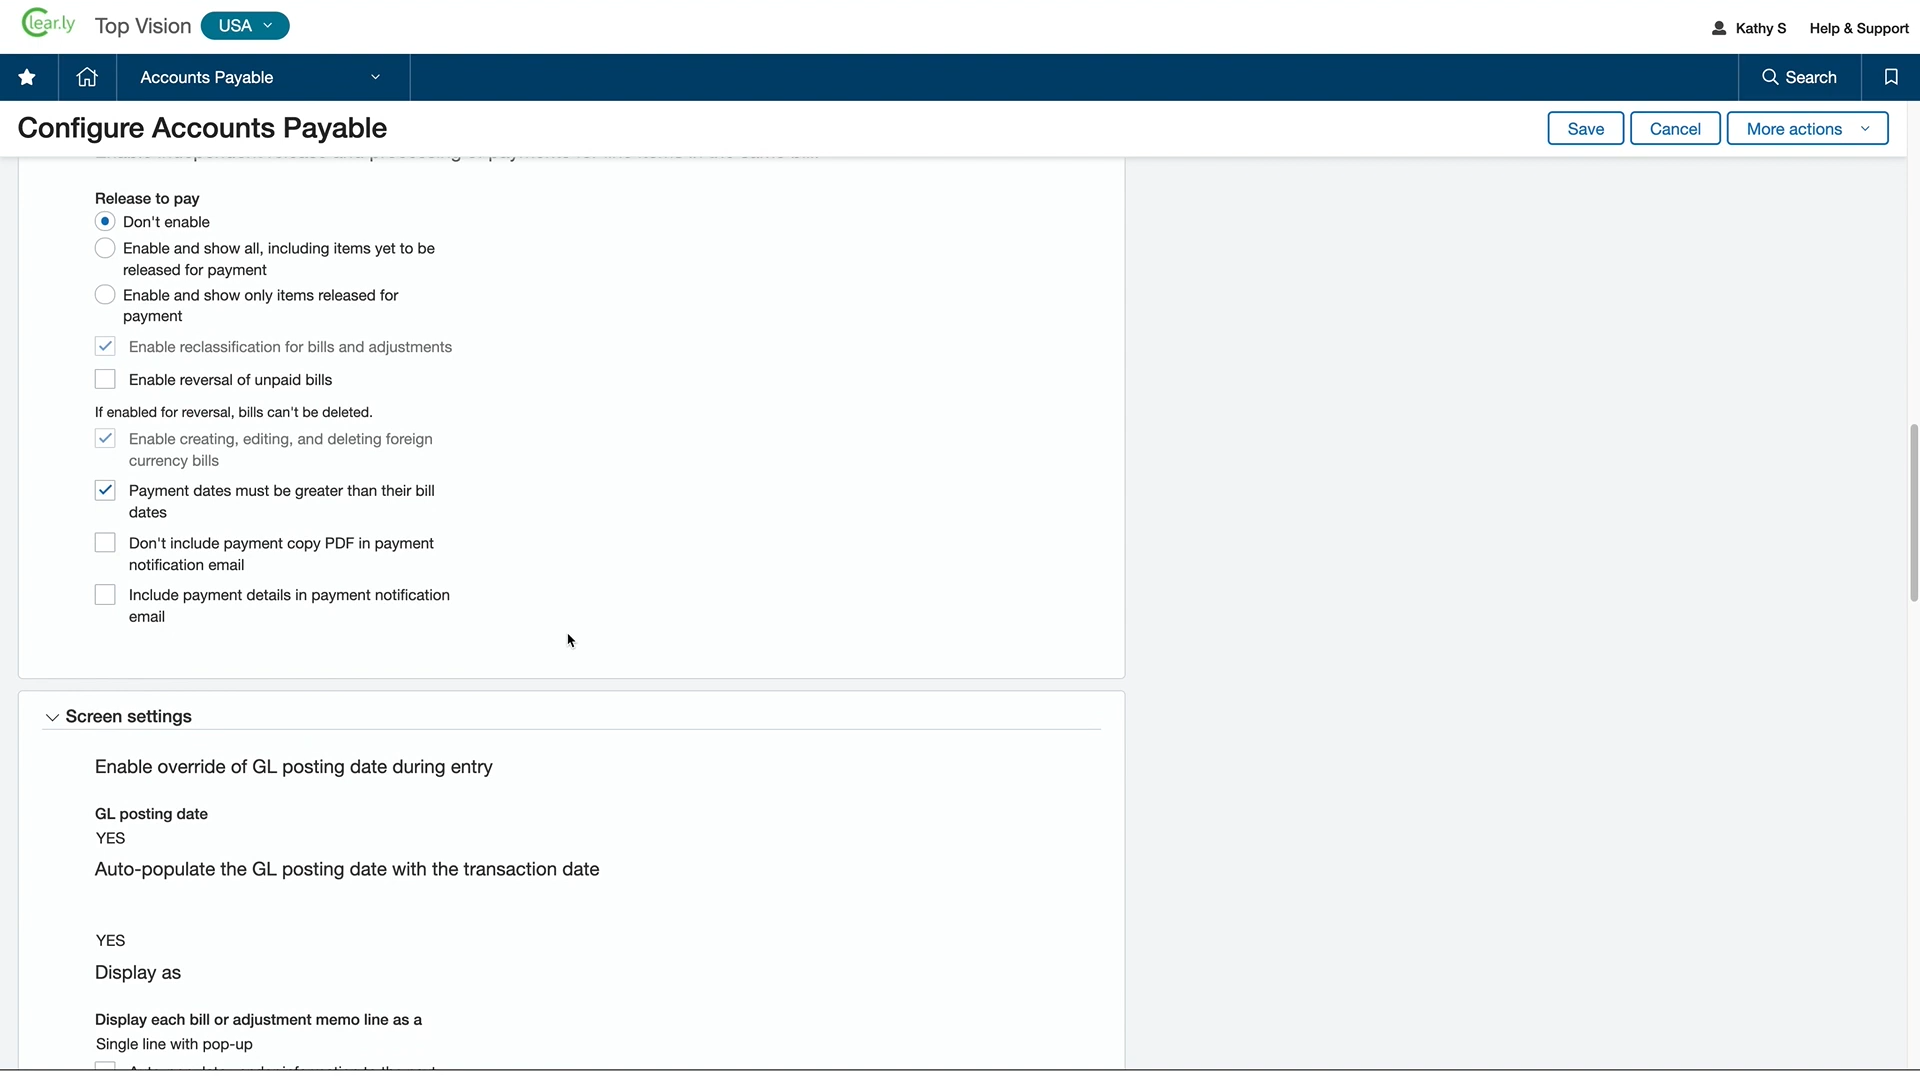 Clear.ly
Top Vision
USA
Kathy S
Help & Support
Accounts Payable
Search
Configure Accounts Payable
Save
Cancel
More actions
Release to pay
Don't enable
Enable and show all, including items yet to be
released for payment
Enable and show only items released for
payment
Enable reclassification for bills and adjustments
Enable reversal of unpaid bills
If enabled for reversal, bills can't be deleted.
Enable creating, editing, and deleting foreign
currency bills
Payment dates must be greater than their bill
dates
Don't include payment copy PDF in payment
notification email
Include payment details in payment notification
email
Screen settings
Enable override of GL posting date during entry
GL posting date
YES
Auto-populate the GL posting date with the transaction date
YES
Display as
Display each bill or adjustment memo line as a
Single line with pop-up